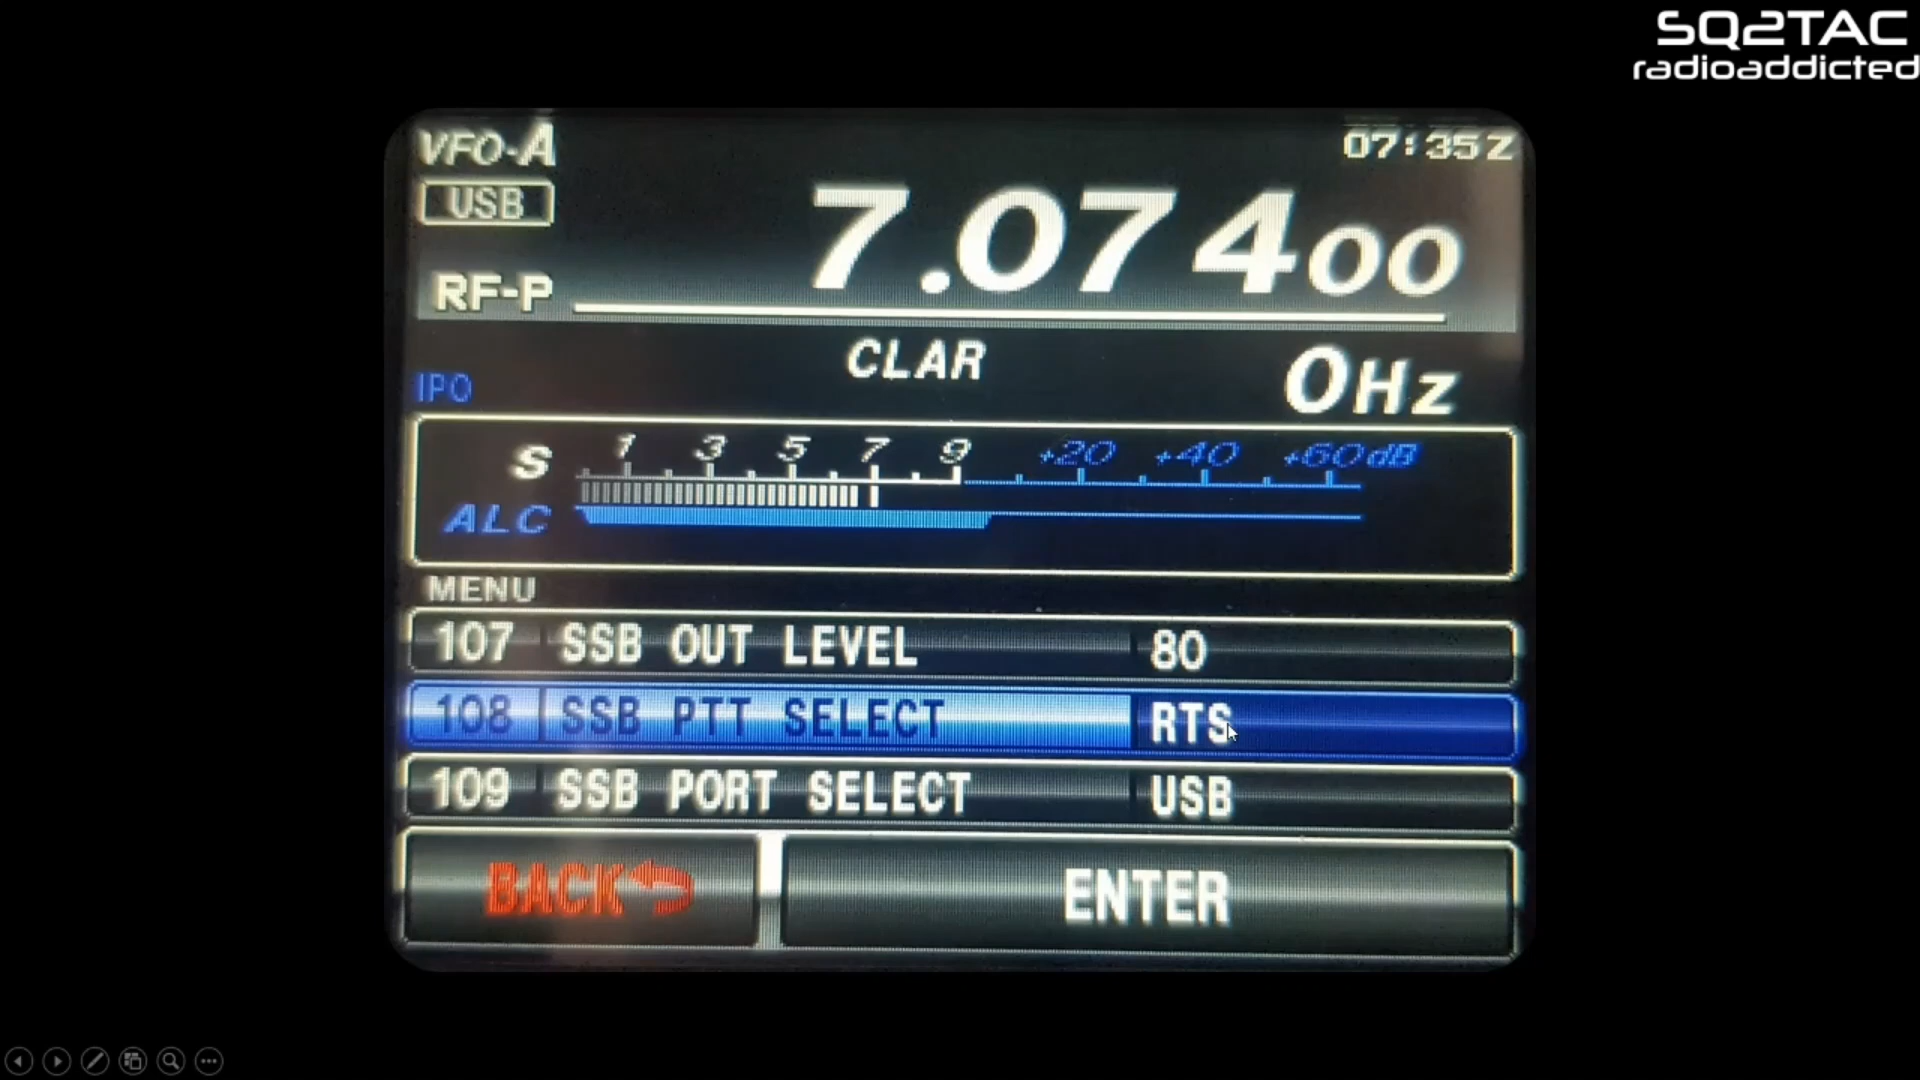 SQ2TAC
radioaddicted
VFO-A
07:35Z
USB
7.07400
RF-P
CLAR
0Hz
IPO
S 1 3 5 7 9 +20 +40 +60dB
ALC
MENU
107 SSB OUT LEVEL 80
108 SSB PTT SELECT RTS
109 SSB PORT SELECT USB
BACK
ENTER